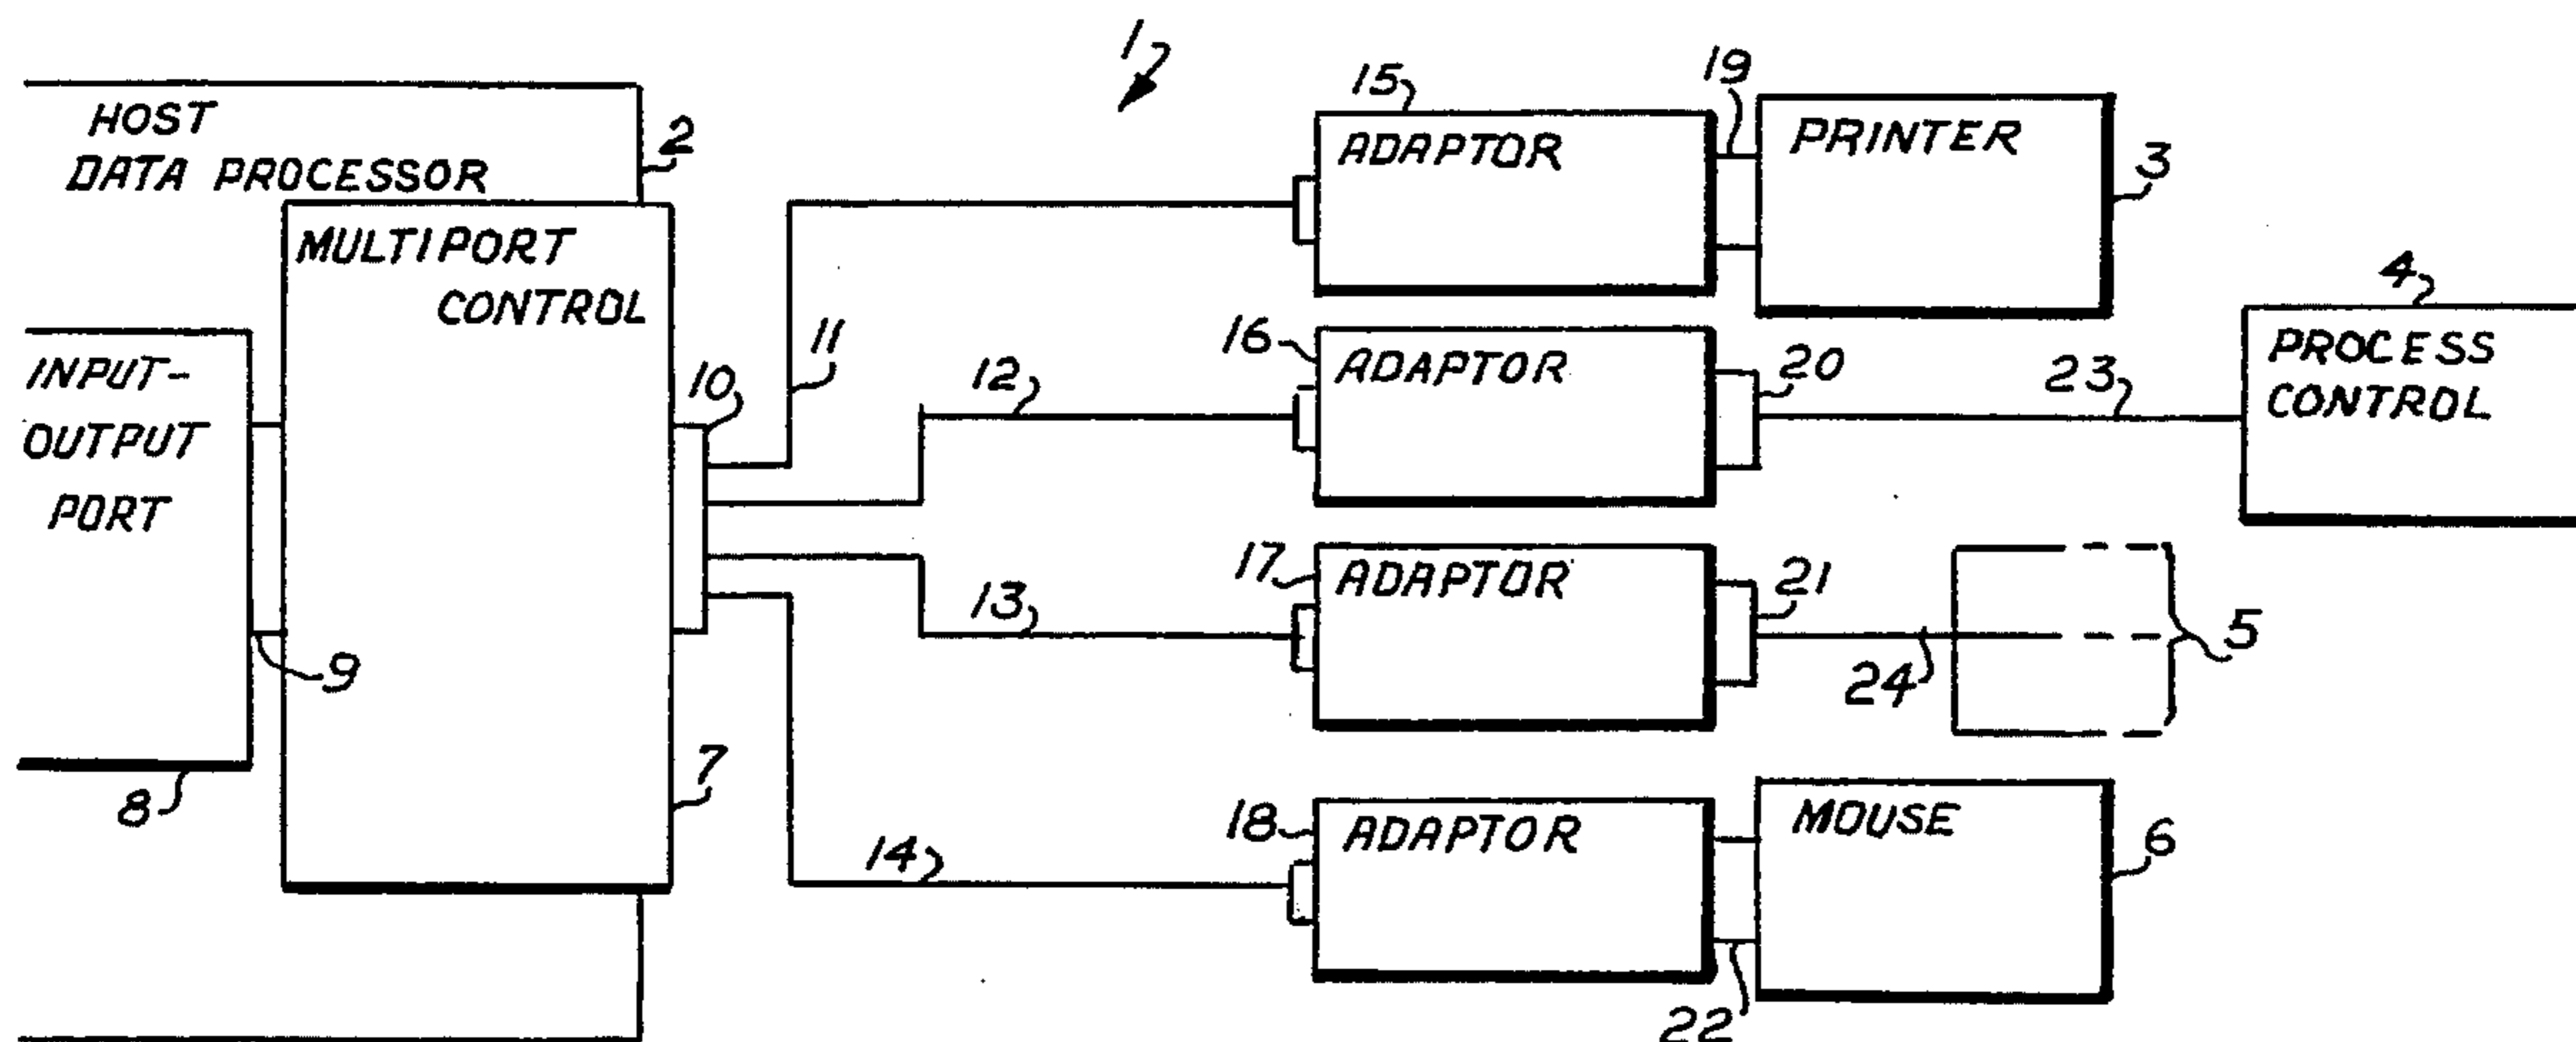 1
HOST
DATA PROCESSOR
2
MULTIPORT
CONTROL
INPUT-
OUTPUT
PORT
8
9
7
10
11
12
13
14
15
ADAPTOR
19
PRINTER
3
16
ADAPTOR
20
23
4
PROCESS
CONTROL
17
ADAPTOR
21
24
5
18
ADAPTOR
22
MOUSE
6